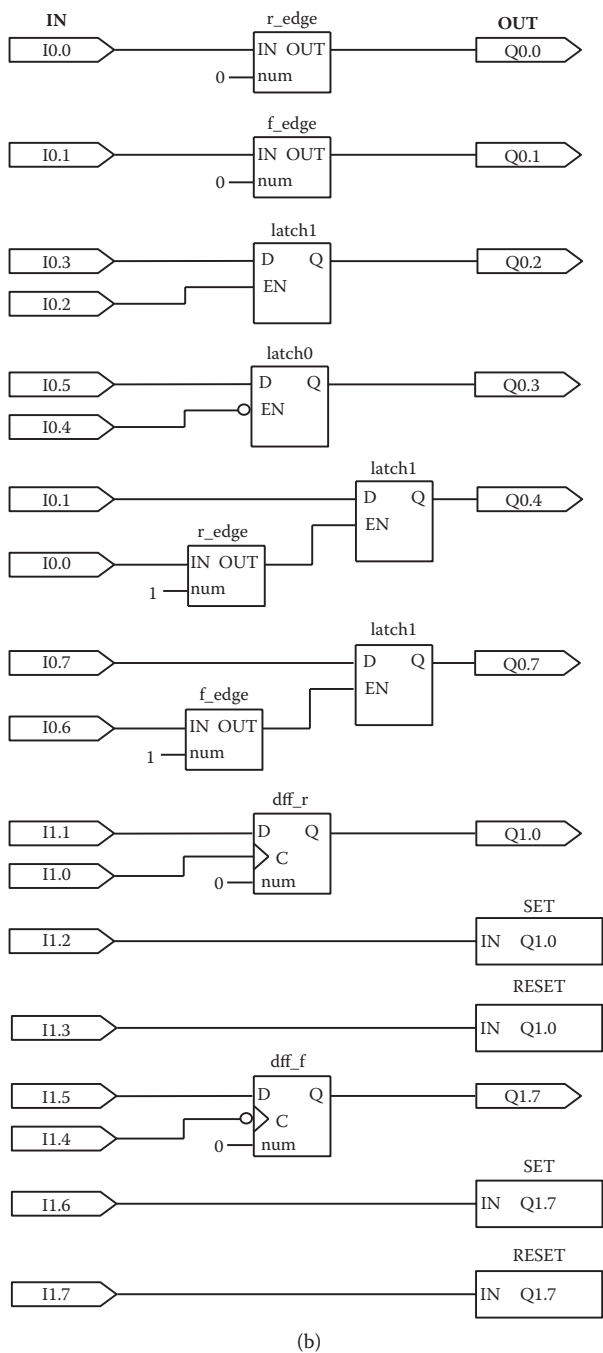 IN
r_edge
OUT
I0.0
IN OUT
Q0.0
0
num
f_edge
I0.1
IN OUT
Q0.1
0
num
latch1
I0.3
D Q
Q0.2
I0.2
EN
latch0
I0.5
D Q
Q0.3
I0.4
EN
latch1
I0.1
D Q
Q0.4
EN
r_edge
I0.0
IN OUT
1
num
latch1
I0.7
D Q
Q0.7
EN
f_edge
I0.6
IN OUT
1
num
dff_r
I1.1
D Q
Q1.0
I1.0
C
0
num
SET
I1.2
IN Q1.0
RESET
I1.3
IN Q1.0
dff_f
I1.5
D Q
Q1.7
I1.4
C
0
num
SET
I1.6
IN Q1.7
RESET
I1.7
IN Q1.7
(b)